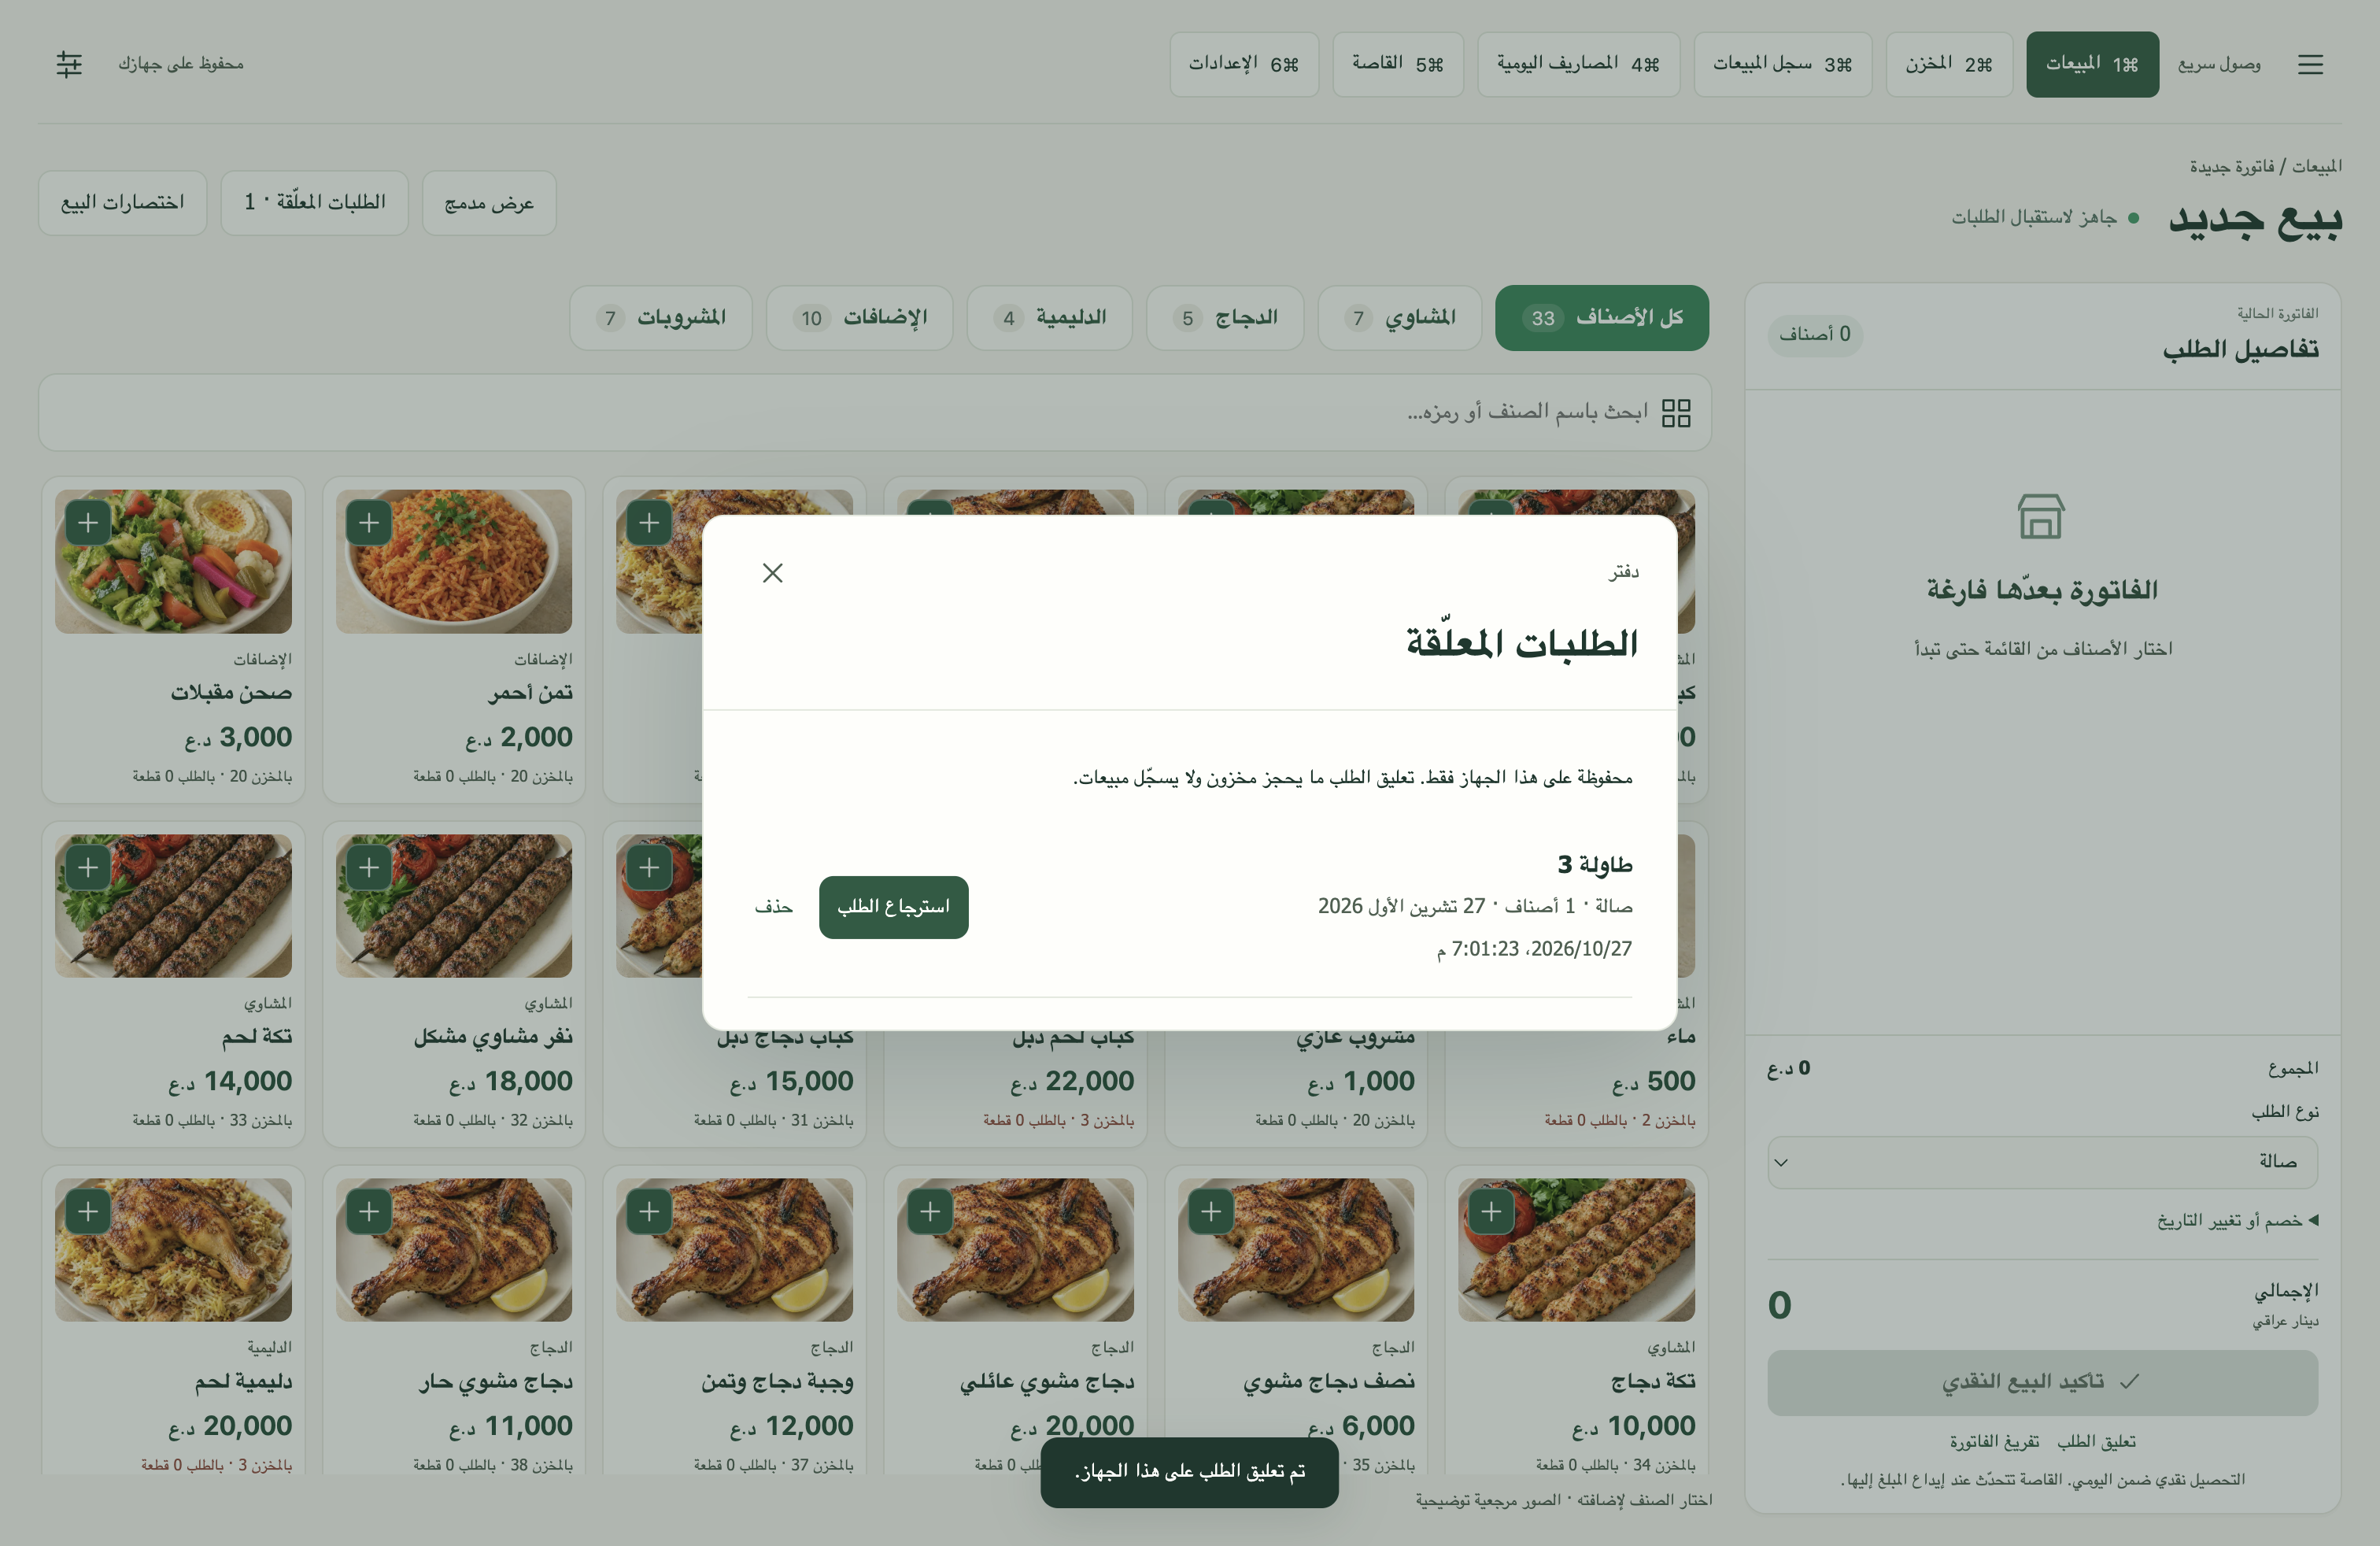 وصول سريع
⌘1 المبيعات
⌘2 المخزن
⌘3 سجل المبيعات
⌘4 المصاريف اليومية
⌘5 القاصة
⌘6 الإعدادات
محفوظ على جهازك
المبيعات / فاتورة جديدة
بيع جديد
جاهز لاستقبال الطلبات
عرض مدمج
الطلبات المعلّقة · 1
اختصارات البيع
الفاتورة الحالية
تفاصيل الطلب
0 أصناف
الفاتورة بعدّها فارغة
اختار الأصناف من القائمة حتى تبدأ
المجموع
0 د.ع
نوع الطلب
صالة
خصم أو تغيير التاريخ
الإجمالي
دينار عراقي
0
تأكيد البيع النقدي
تعليق الطلب
تفريغ الفاتورة
التحصيل نقدي ضمن اليومي. القاصة تتحدّث عند إيداع المبلغ إليها.
كل الأصناف 33
المشاوي 7
الدجاج 5
الدليمية 4
الإضافات 10
المشروبات 7
ابحث باسم الصنف أو رمزه...
الإضافات
تمن أحمر
2,000 د.ع
بالمخزن 20 · بالطلب 0 قطعة
الإضافات
صحن مقبلات
3,000 د.ع
بالمخزن 20 · بالطلب 0 قطعة
دفتر
الطلبات المعلّقة
محفوظة على هذا الجهاز فقط. تعليق الطلب ما يحجز مخزون ولا يسجّل مبيعات.
طاولة 3
صالة · 1 أصناف · 27 تشرين الأول 2026
2026/10/27، 7:01:23 م
استرجاع الطلب
حذف
ماء
500 د.ع
بالمخزن 2 · بالطلب 0 قطعة
مشروب غازي
1,000 د.ع
بالمخزن 20 · بالطلب 0 قطعة
كباب لحم دبل
22,000 د.ع
بالمخزن 3 · بالطلب 0 قطعة
كباب دجاج دبل
15,000 د.ع
بالمخزن 31 · بالطلب 0 قطعة
المشاوي
نفر مشاوي مشكل
18,000 د.ع
بالمخزن 32 · بالطلب 0 قطعة
المشاوي
تكة لحم
14,000 د.ع
بالمخزن 33 · بالطلب 0 قطعة
المشاوي
تكة دجاج
10,000 د.ع
بالمخزن 34 · بالطلب 0 قطعة
الدجاج
نصف دجاج مشوي
6,000 د.ع
بالمخزن 35 ·
الدجاج
دجاج مشوي عائلي
20,000 د.ع
0 قطعة
الدجاج
وجبة دجاج وتمن
12,000 د.ع
بالمخزن 37 · بالطلب 0 قطعة
الدجاج
دجاج مشوي حار
11,000 د.ع
بالمخزن 38 · بالطلب 0 قطعة
الدليمية
دليمية لحم
20,000 د.ع
بالمخزن 3 · بالطلب 0 قطعة
تم تعليق الطلب على هذا الجهاز.
اختار الصنف لإضافته · الصور مرجعية توضيحية